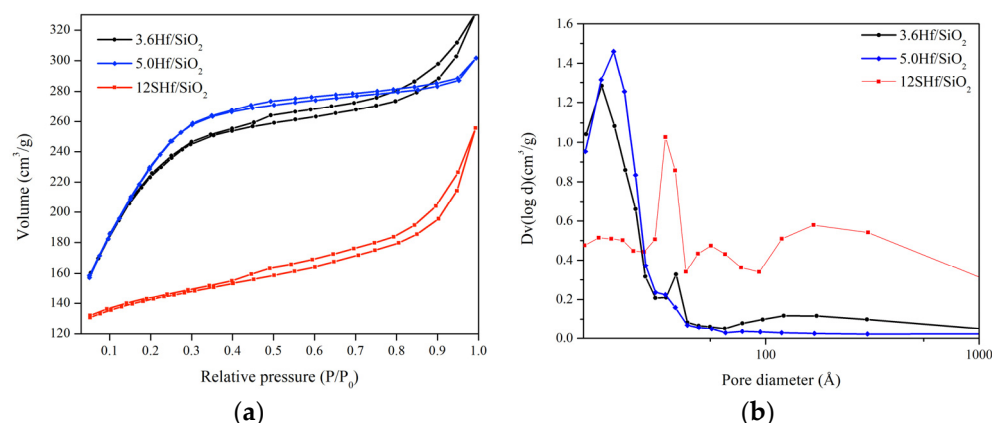 320
300
280
260
240
220
200
180
160
140
120
Volume (cm³/g)
3.6Hf/SiO₂
5.0Hf/SiO₂
12SHf/SiO₂
0.1 0.2 0.3 0.4 0.5 0.6 0.7 0.8 0.9 1.0
Relative pressure (P/P₀)
(a)
1.6
1.4
1.2
1.0
0.8
0.6
0.4
0.2
0.0
Dv(log d)(cm⁵/g)
3.6Hf/SiO₂
5.0Hf/SiO₂
12SHf/SiO₂
100 1000
Pore diameter (Å)
(b)